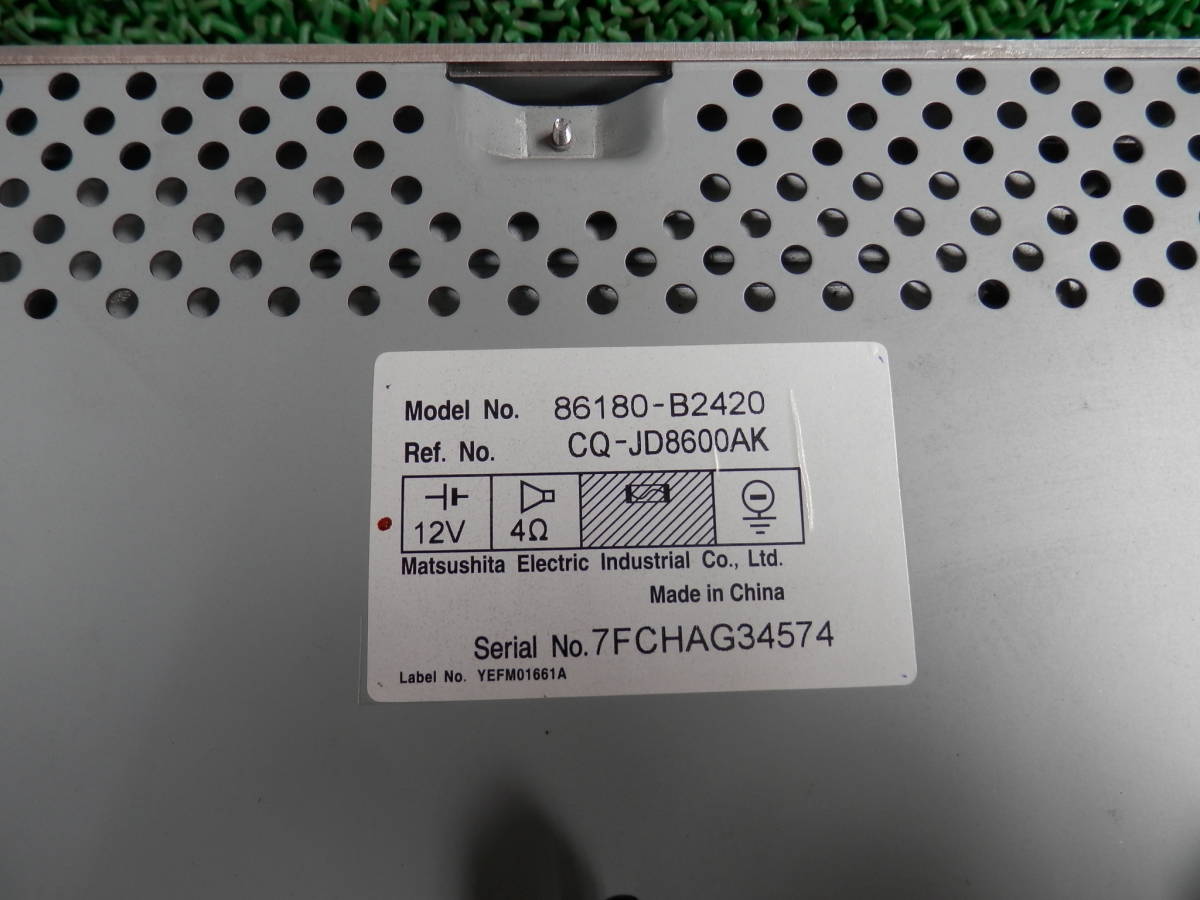 Model No. 86180-B2420
Ref. No. CQ-JD8600AK
12V 4Ω
Matsushita Electric Industrial Co., Ltd.
Made in China
Serial No. 7FCHAG34574
Label No. YEFM01661A